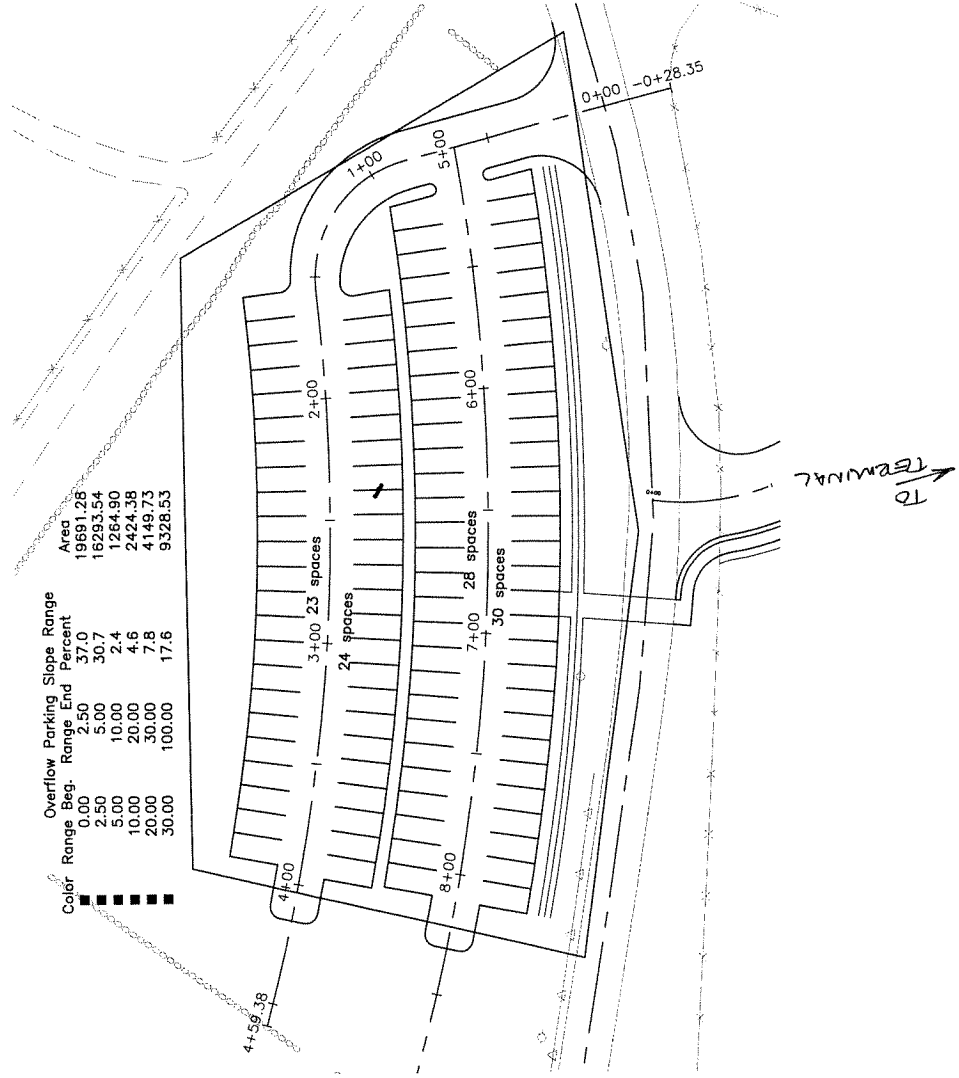 Overflow Parking Slope Range
Color Range Beg. Range End Percent Area
0.00 2.50 37.0 19691.28
2.50 5.00 30.7 16293.54
5.00 10.00 2.4 1264.90
10.00 20.00 4.6 2424.38
20.00 30.00 7.8 4149.73
30.00 100.00 17.6 9328.53
0+00 -0+28.35
1+00
5+00
2+00
6+00
23 spaces
3+00
24 spaces
28 spaces
7+00
30 spaces
4+00
8+00
4+59.38
0+00
TO
TERMINAL